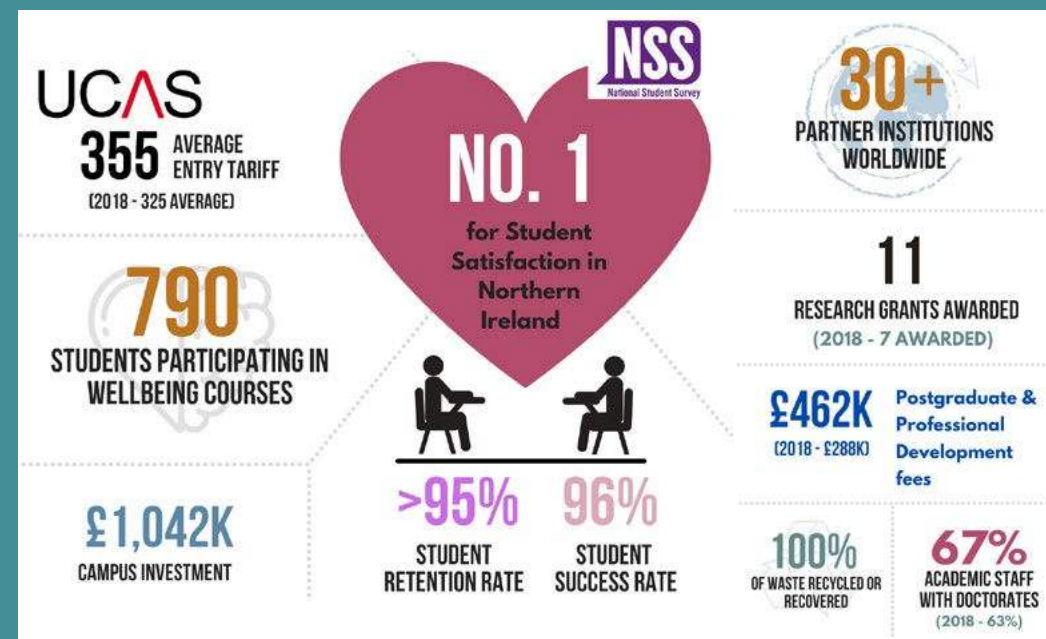 UCAS
355 AVERAGE
ENTRY TARIFF
(2018 - 325 AVERAGE)
790
STUDENTS PARTICIPATING IN
WELLBEING COURSES
£1,042K
CAMPUS INVESTMENT
NSS
National Student Survey
NO. 1
for Student
Satisfaction in
Northern
Ireland
>95%
STUDENT
RETENTION RATE
96%
STUDENT
SUCCESS RATE
30+
PARTNER INSTITUTIONS
WORLDWIDE
11
RESEARCH GRANTS AWARDED
(2018 - 7 AWARDED)
£462K
(2018 - £288K)
Postgraduate &
Professional
Development
fees
100%
OF WASTE RECYCLED OR
RECOVERED
67%
ACADEMIC STAFF
WITH DOCTORATES
(2018 - 63%)